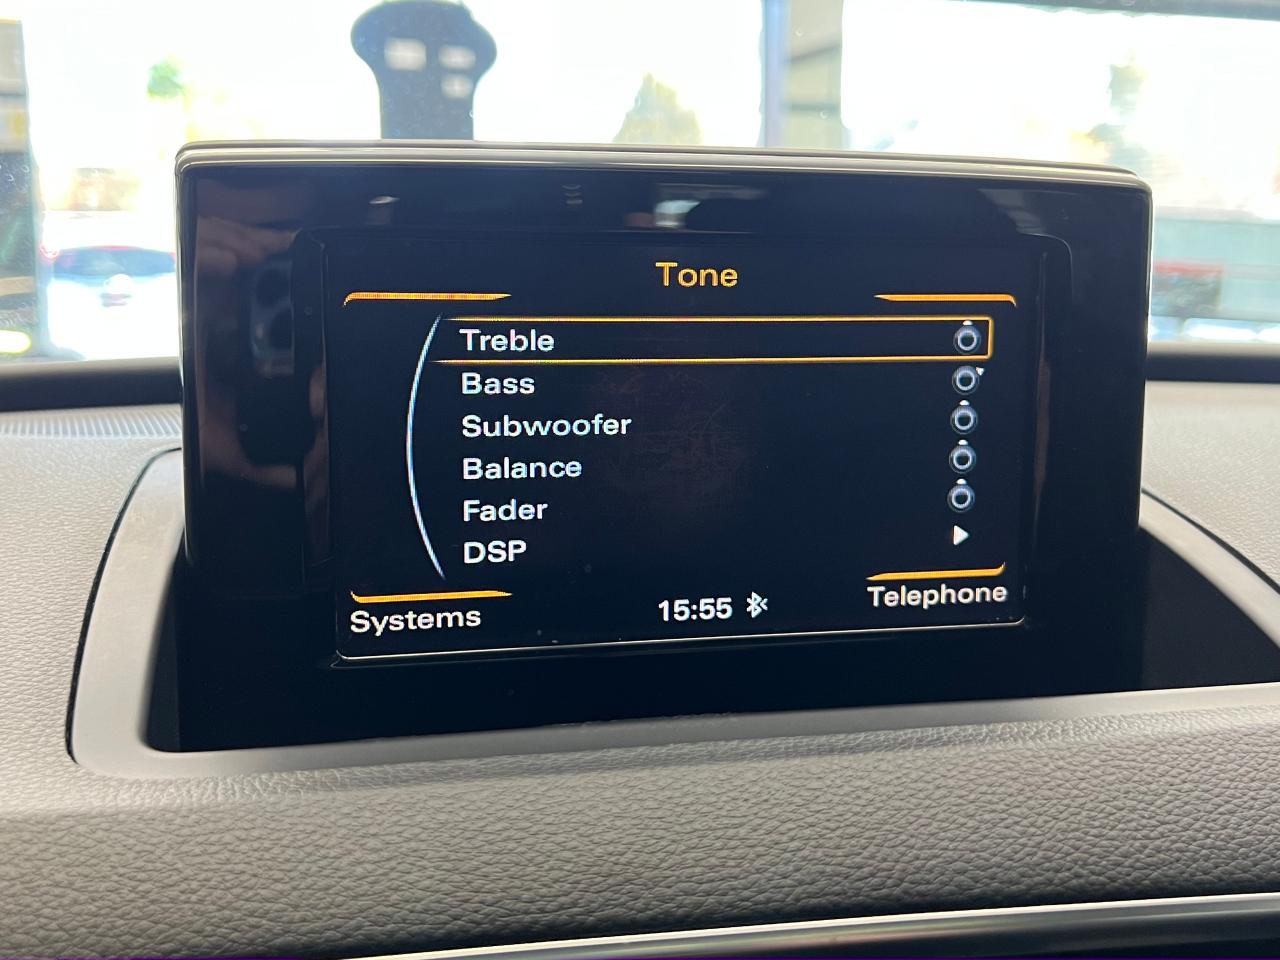 Tone
Treble
Bass
Subwoofer
Balance
Fader
DSP
Systems
15:55
Telephone